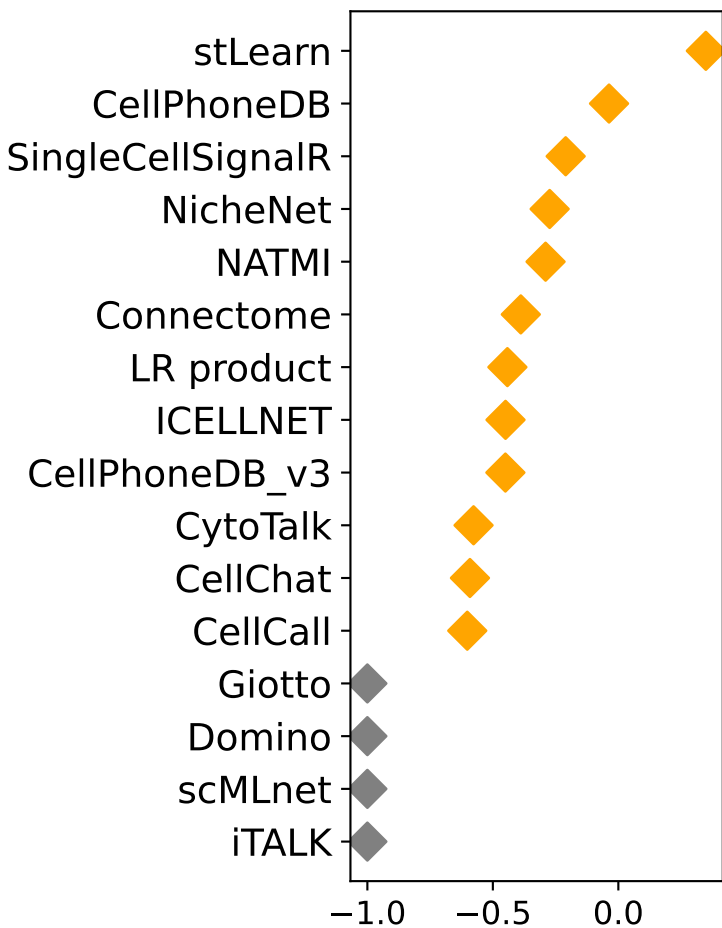 stLearn
CellPhoneDB
SingleCellSignalR
NicheNet
NATMI
Connectome
LR product
ICELLNET
CellPhoneDB_v3
CytoTalk
CellChat
CellCall
Giotto
Domino
scMLnet
iTALK
−1.0 −0.5 0.0